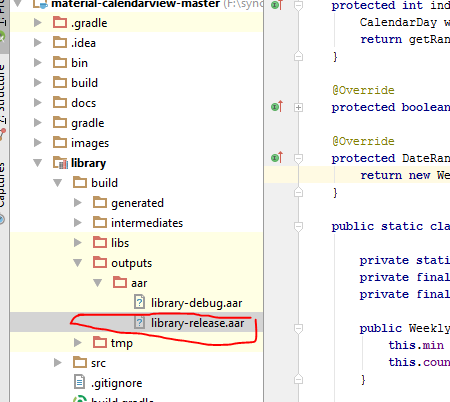 material-calendarview-master (F:\sync
.gradle
.idea
bin
build
docs
gradle
images
library
build
generated
intermediates
libs
outputs
aar
library-debug.aar
library-release.aar
tmp
src
.gitignore
build.gradle
7: Structure
Captures
protected int ind
CalendarDay w
return getRan
}
@Override
protected boolean
@Override
protected DateRan
return new We
}
public static cla
private stati
private final
private final
public Weekly
this.min
this.coun
}